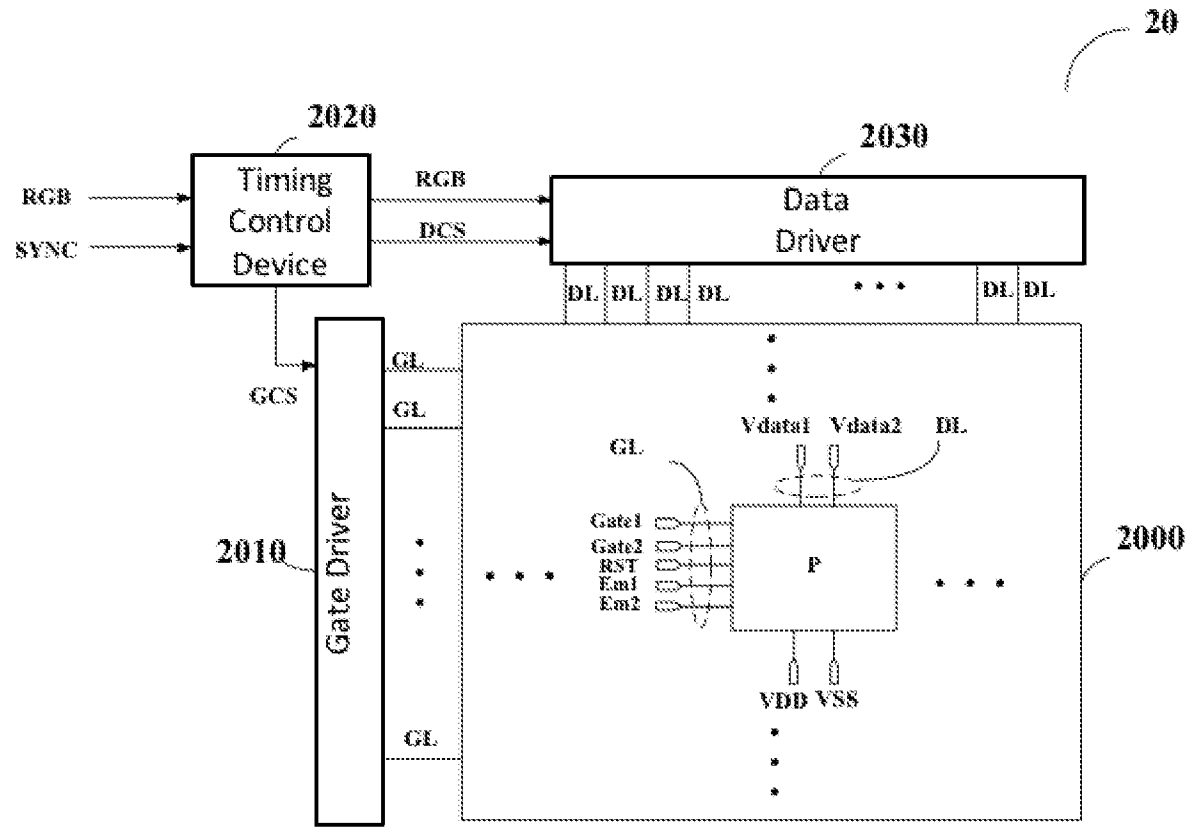 20
2020
2030
Timing
Control
Device
RGB
SYNC
RGB
DCS
Data
Driver
DL DL DL DL DL DL
GCS
GL
GL
Vdata1 Vdata2 DL
GL
Gate1
Gate2
RST
Em1
Em2
P
2010
Gate Driver
2000
VDD VSS
GL